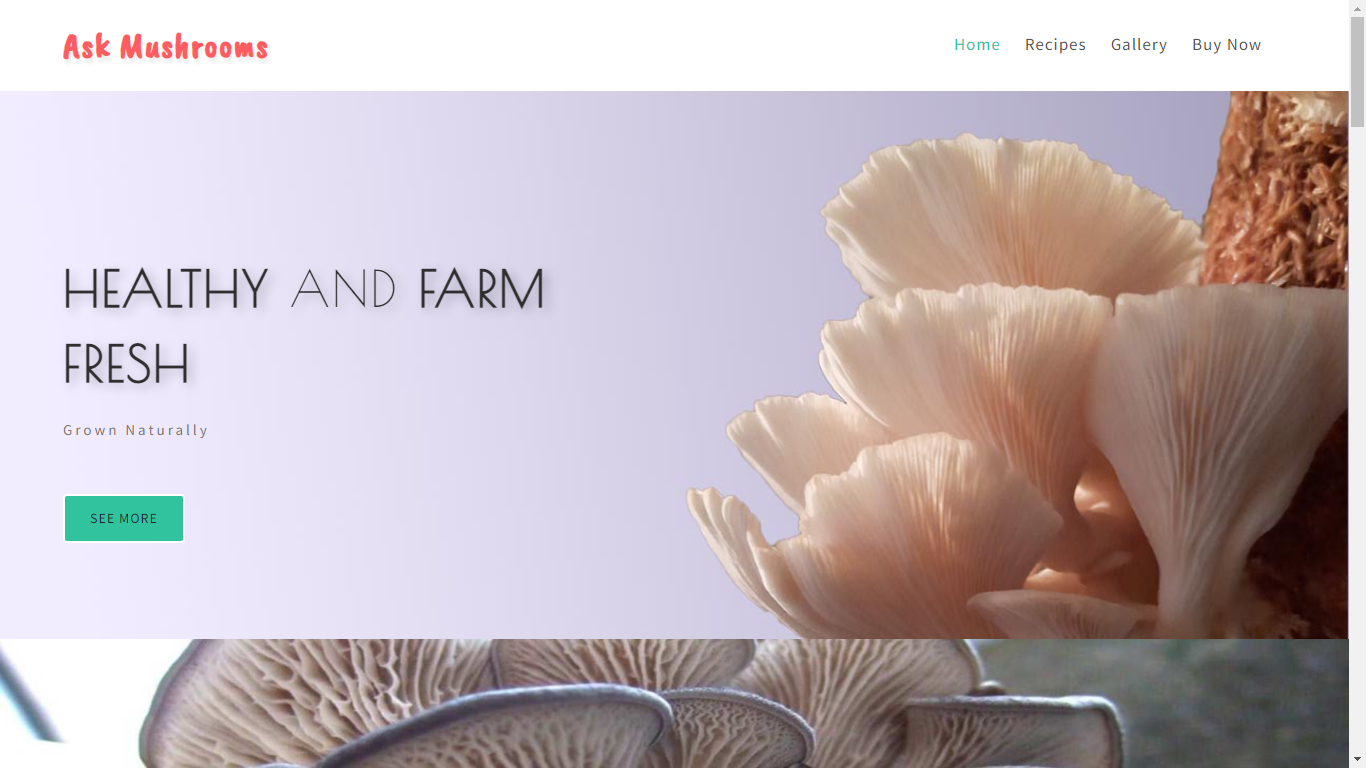 Ask Mushrooms
Home Recipes Gallery Buy Now
HEALTHY AND FARM
FRESH
Grown Naturally
SEE MORE